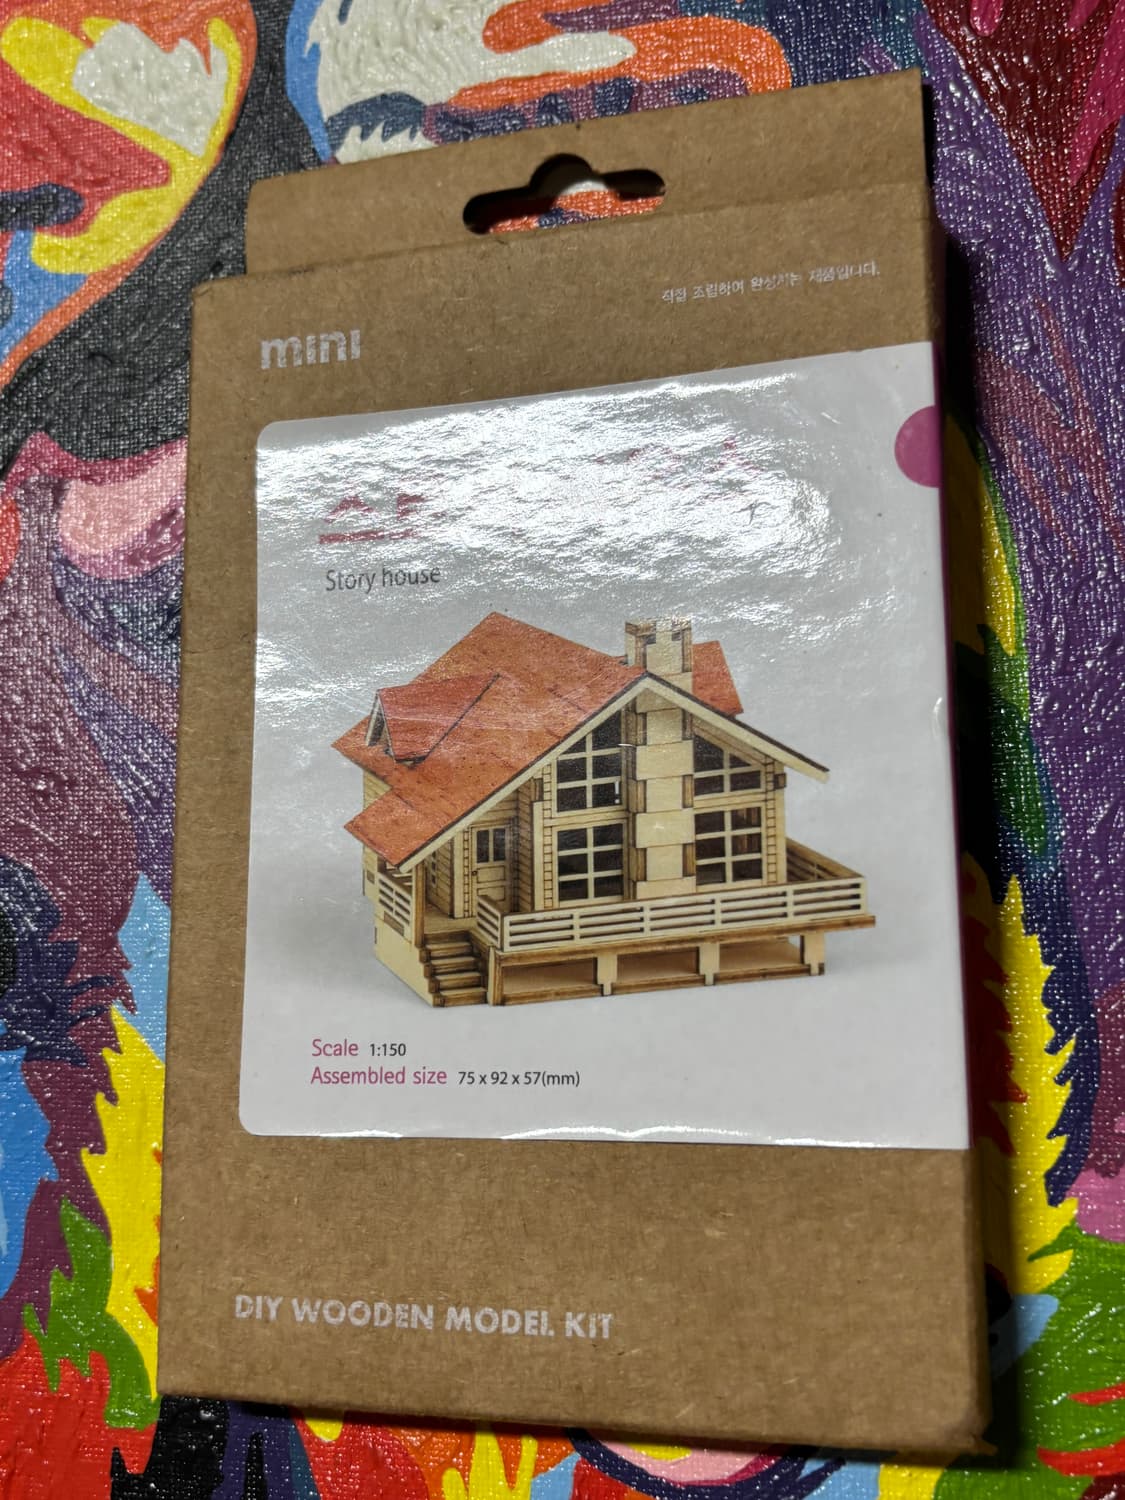 직접 조립하여 완성하는 제품입니다.
mini
Story house
Scale 1:150
Assembled size 75 x 92 x 57(mm)
DIY WOODEN MODEL KIT